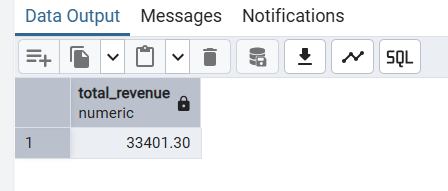 Data Output Messages Notifications
SQL
total_revenue
numeric
1 33401.30